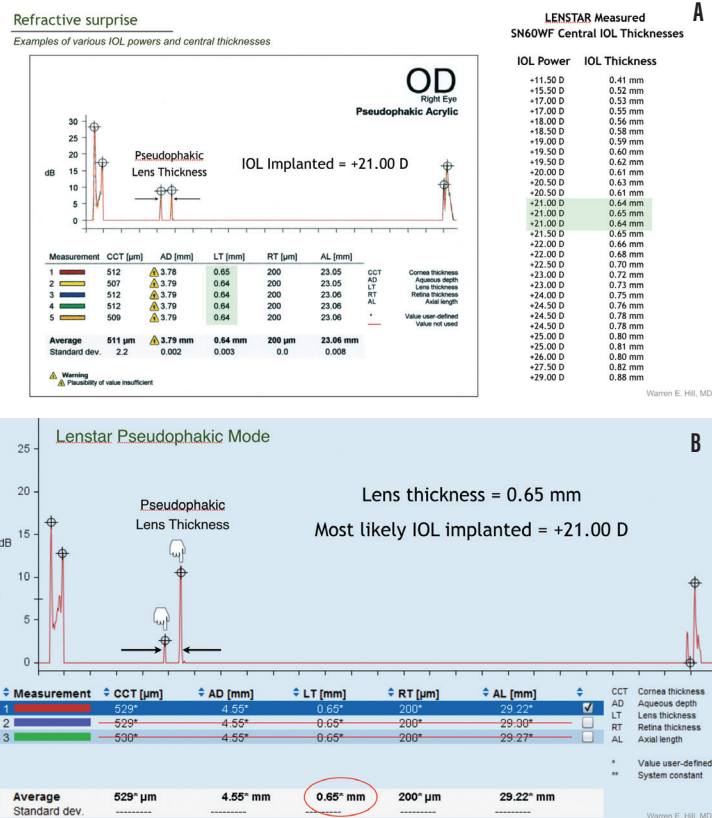 Refractive surprise
Examples of various IOL powers and central thicknesses
OD
Right Eye
Pseudophakic Acrylic
30
25
20
dB
15
10
5
0
Pseudophakic
Lens Thickness
IOL Implanted = +21.00 D
Measurement CCT [µm] AD [mm] LT [mm] RT [µm] AL [mm]
1 512 3.78 0.65 200 23.05
2 507 3.79 0.64 200 23.05
3 512 3.79 0.64 200 23.06
4 512 3.79 0.64 200 23.06
5 509 3.79 0.64 200 23.06
Average 511 µm 3.79 mm 0.64 mm 200 µm 23.06 mm
Standard dev. 2.2 0.002 0.003 0.0 0.008
CCT Cornea thickness
AD Aqueous depth
LT Lens thickness
RT Retina thickness
AL Axial length
* Value user-defined
Value not used
Warning
Plausibility of value insufficient
A
LENSTAR Measured
SN60WF Central IOL Thicknesses
IOL Power IOL Thickness
+11.50 D 0.41 mm
+15.50 D 0.52 mm
+17.00 D 0.53 mm
+17.00 D 0.55 mm
+18.00 D 0.56 mm
+18.50 D 0.58 mm
+19.00 D 0.59 mm
+19.50 D 0.60 mm
+19.50 D 0.62 mm
+20.00 D 0.61 mm
+20.50 D 0.63 mm
+20.50 D 0.61 mm
+21.00 D 0.64 mm
+21.00 D 0.65 mm
+21.00 D 0.64 mm
+21.50 D 0.65 mm
+22.00 D 0.66 mm
+22.00 D 0.68 mm
+22.50 D 0.70 mm
+23.00 D 0.72 mm
+23.00 D 0.73 mm
+24.00 D 0.75 mm
+24.50 D 0.76 mm
+24.50 D 0.78 mm
+24.50 D 0.78 mm
+25.00 D 0.80 mm
+25.00 D 0.81 mm
+26.00 D 0.80 mm
+27.50 D 0.82 mm
+29.00 D 0.88 mm
Warren E. Hill, MD
Lenstar Pseudophakic Mode
B
25
20
15
dB
10
5
0
Pseudophakic
Lens Thickness
Lens thickness = 0.65 mm
Most likely IOL implanted = +21.00 D
Measurement CCT [µm] AD [mm] LT [mm] RT [µm] AL [mm]
1 529* 4.55* 0.65* 200* 29.22*
2 529* 4.55* 0.65* 200* 29.30*
3 530* 4.55* 0.65* 200* 29.27*
Average 529* µm 4.55* mm 0.65* mm 200* µm 29.22* mm
Standard dev. --------- --------- --------- --------- ---------
CCT Cornea thickness
AD Aqueous depth
LT Lens thickness
RT Retina thickness
AL Axial length
* Value user-defined
** System constant
Warren E. Hill, MD